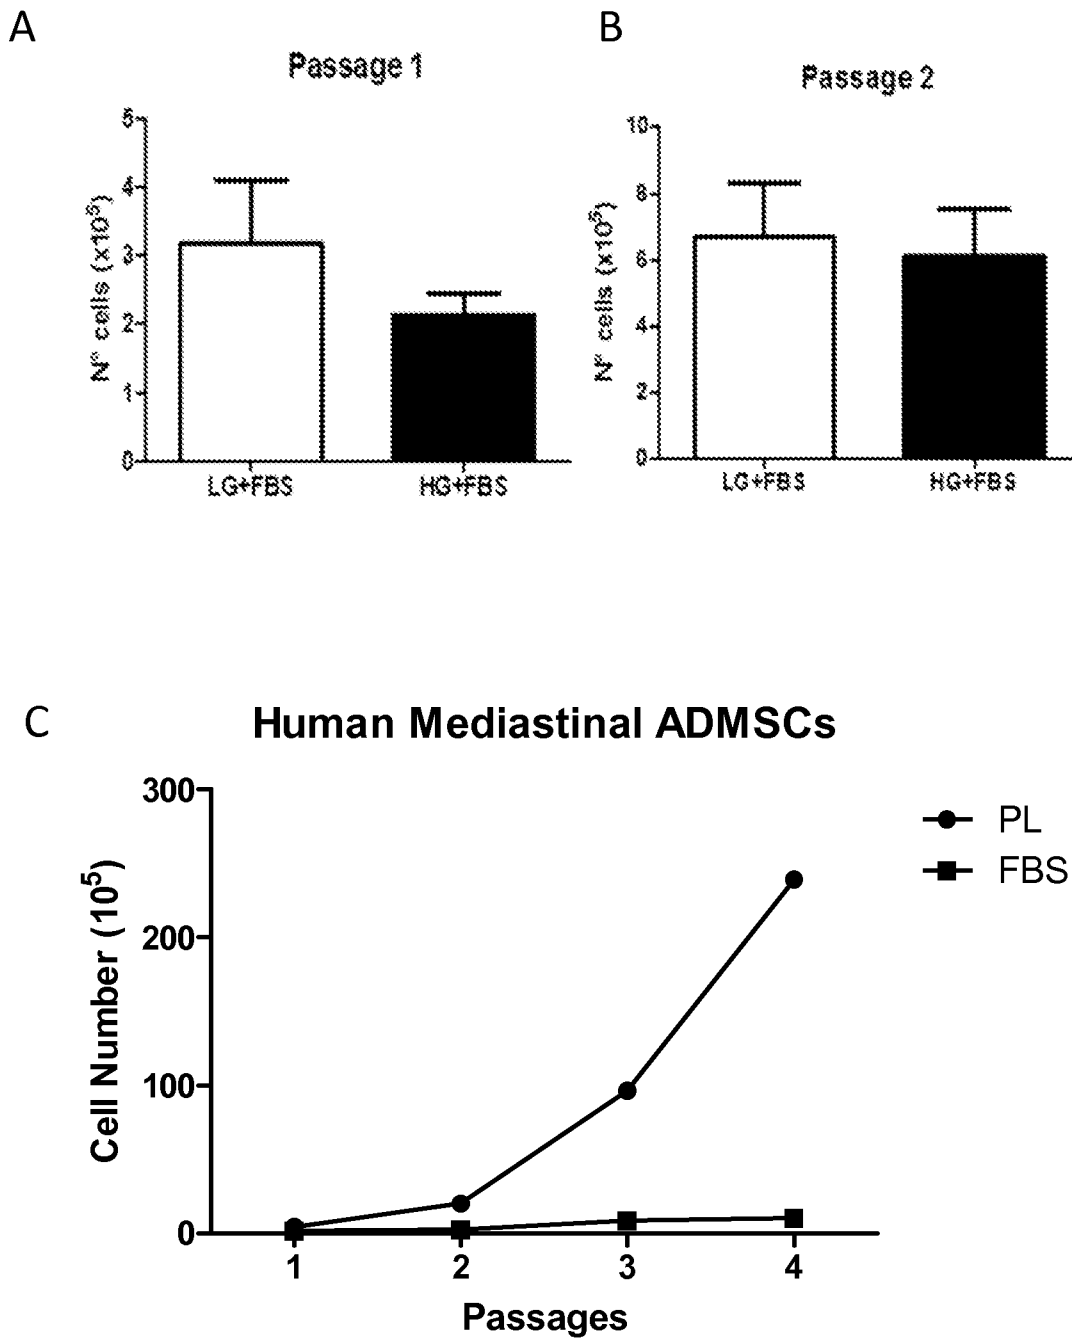 A
Passage 1
N° cells (x10⁵)
5
4
3
2
1
0
LG+FBS
HG+FBS
B
Passage 2
N° cells (x10⁵)
10
8
6
4
2
0
LG+FBS
HG+FBS
C
Human Mediastinal ADMSCs
Cell Number (10⁵)
300
200
100
0
1 2 3 4
Passages
PL
FBS